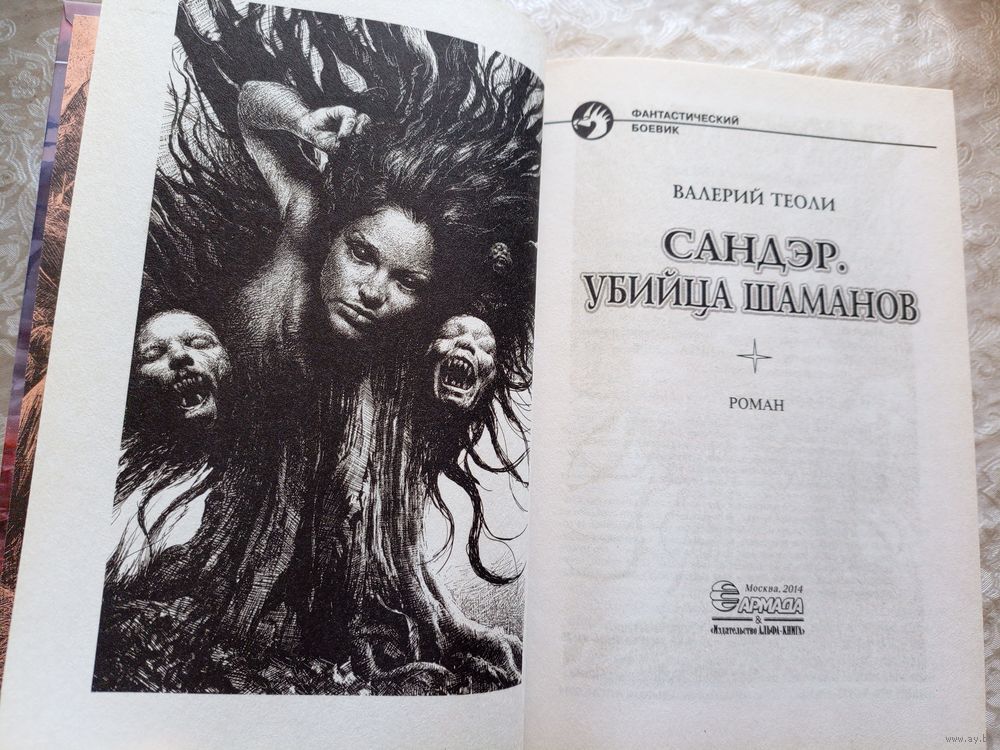 ФАНТАСТИЧЕСКИЙ
БОЕВИК
ВАЛЕРИЙ ТЕОЛИ
САНДЭР.
УБИЙЦА ШАМАНОВ
РОМАН
Москва, 2014
АРМАДА
&
«Издательство АЛЬФА-КНИГА»